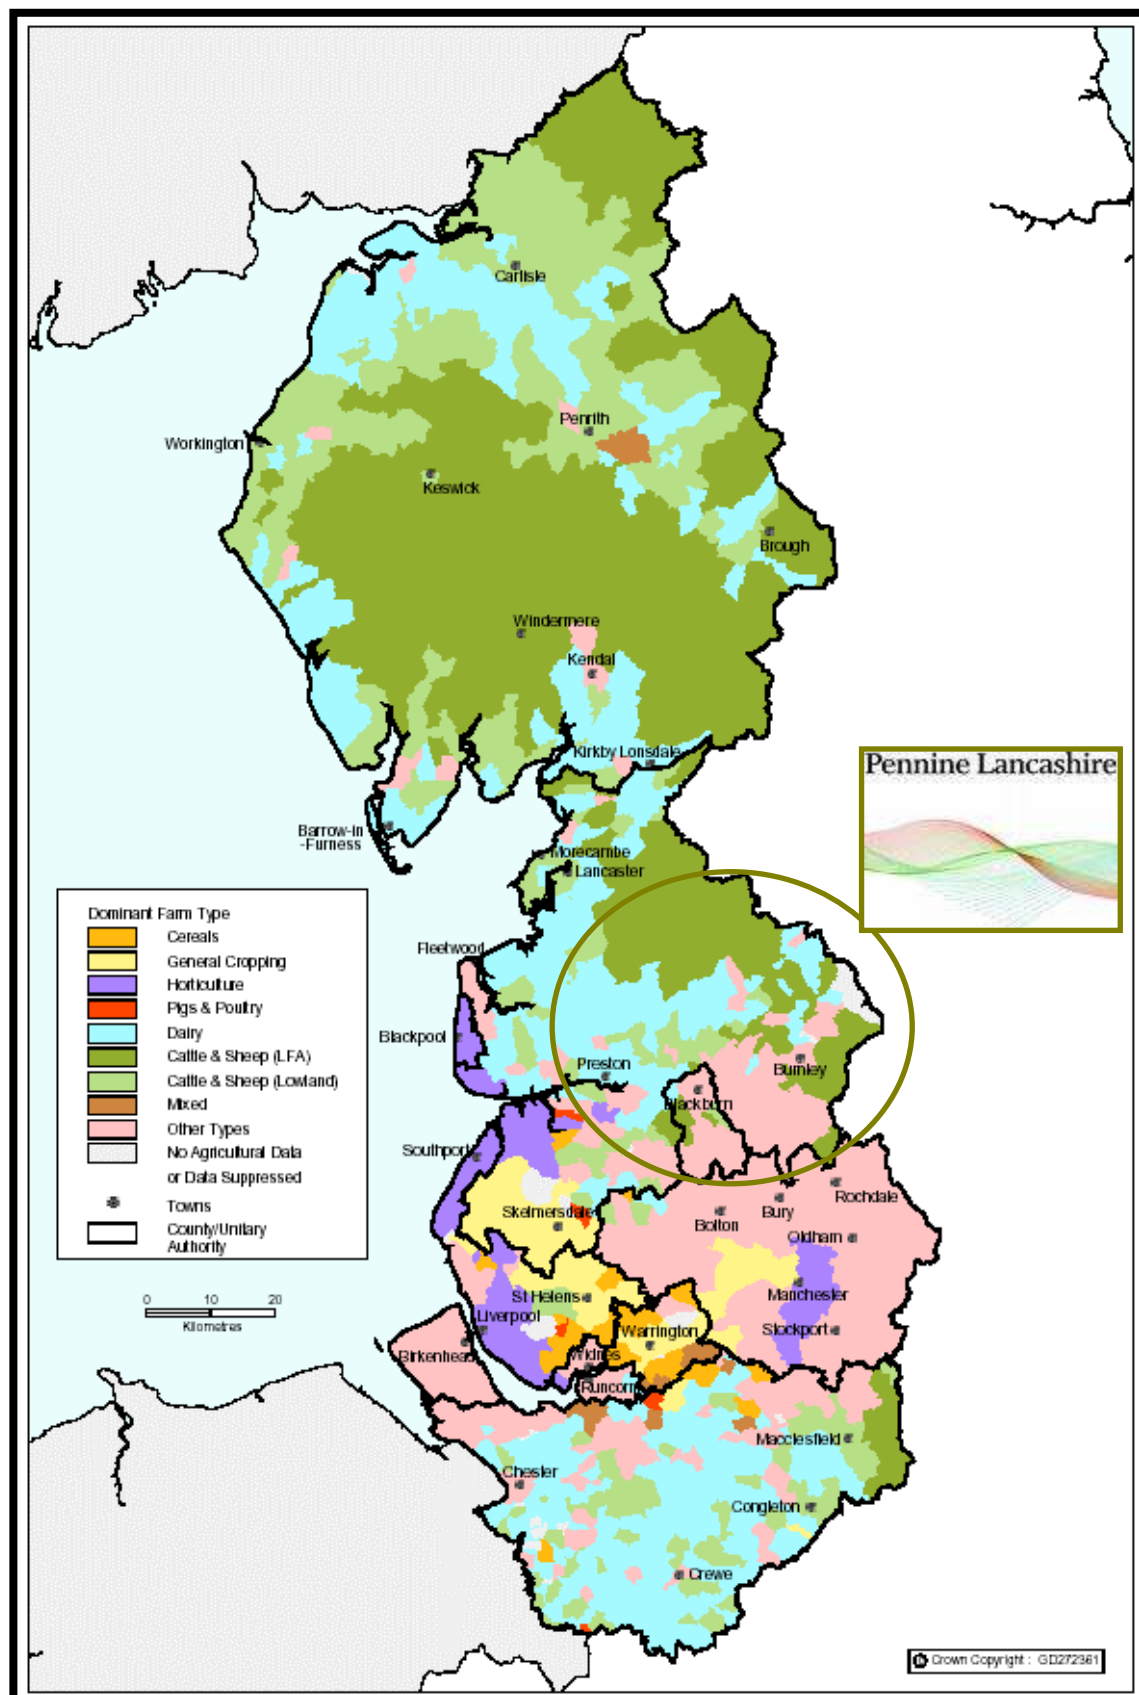 Carlisle
Penrith
Workington
Keswick
Brough
Windermere
Kendal
Kirkby Lonsdale
Pennine Lancashire
Barrow-in
-Furness
Morecambe
Lancaster
Dominant Farm Type
Cereals
General Cropping
Horticulture
Pigs & Poultry
Dairy
Cattle & Sheep (LFA)
Cattle & Sheep (Lowland)
Mixed
Other Types
No Agricultural Data
or Data Suppressed
Towns
County/Unitary
Authority
Fleetwood
Blackpool
Preston
Burnley
Blackburn
Southport
Skelmersdale
Rochdale
Bury
Bolton
Oldham
0 10 20
Kilometres
St Helens
Manchester
Liverpool
Stockport
Warrington
Birkenhead
Widnes
Runcorn
Macclesfield
Chester
Congleton
Crewe
Crown Copyright : GD272361